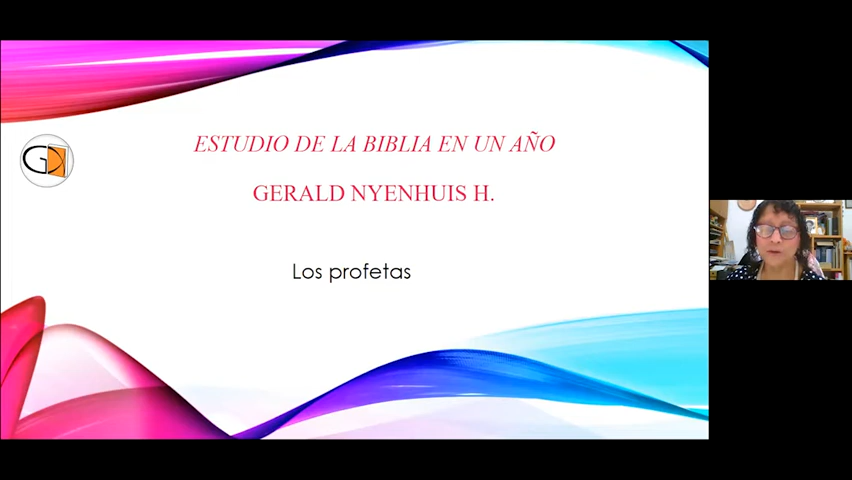 ESTUDIO DE LA BIBLIA EN UN AÑO
GERALD NYENHUIS H.
Los profetas